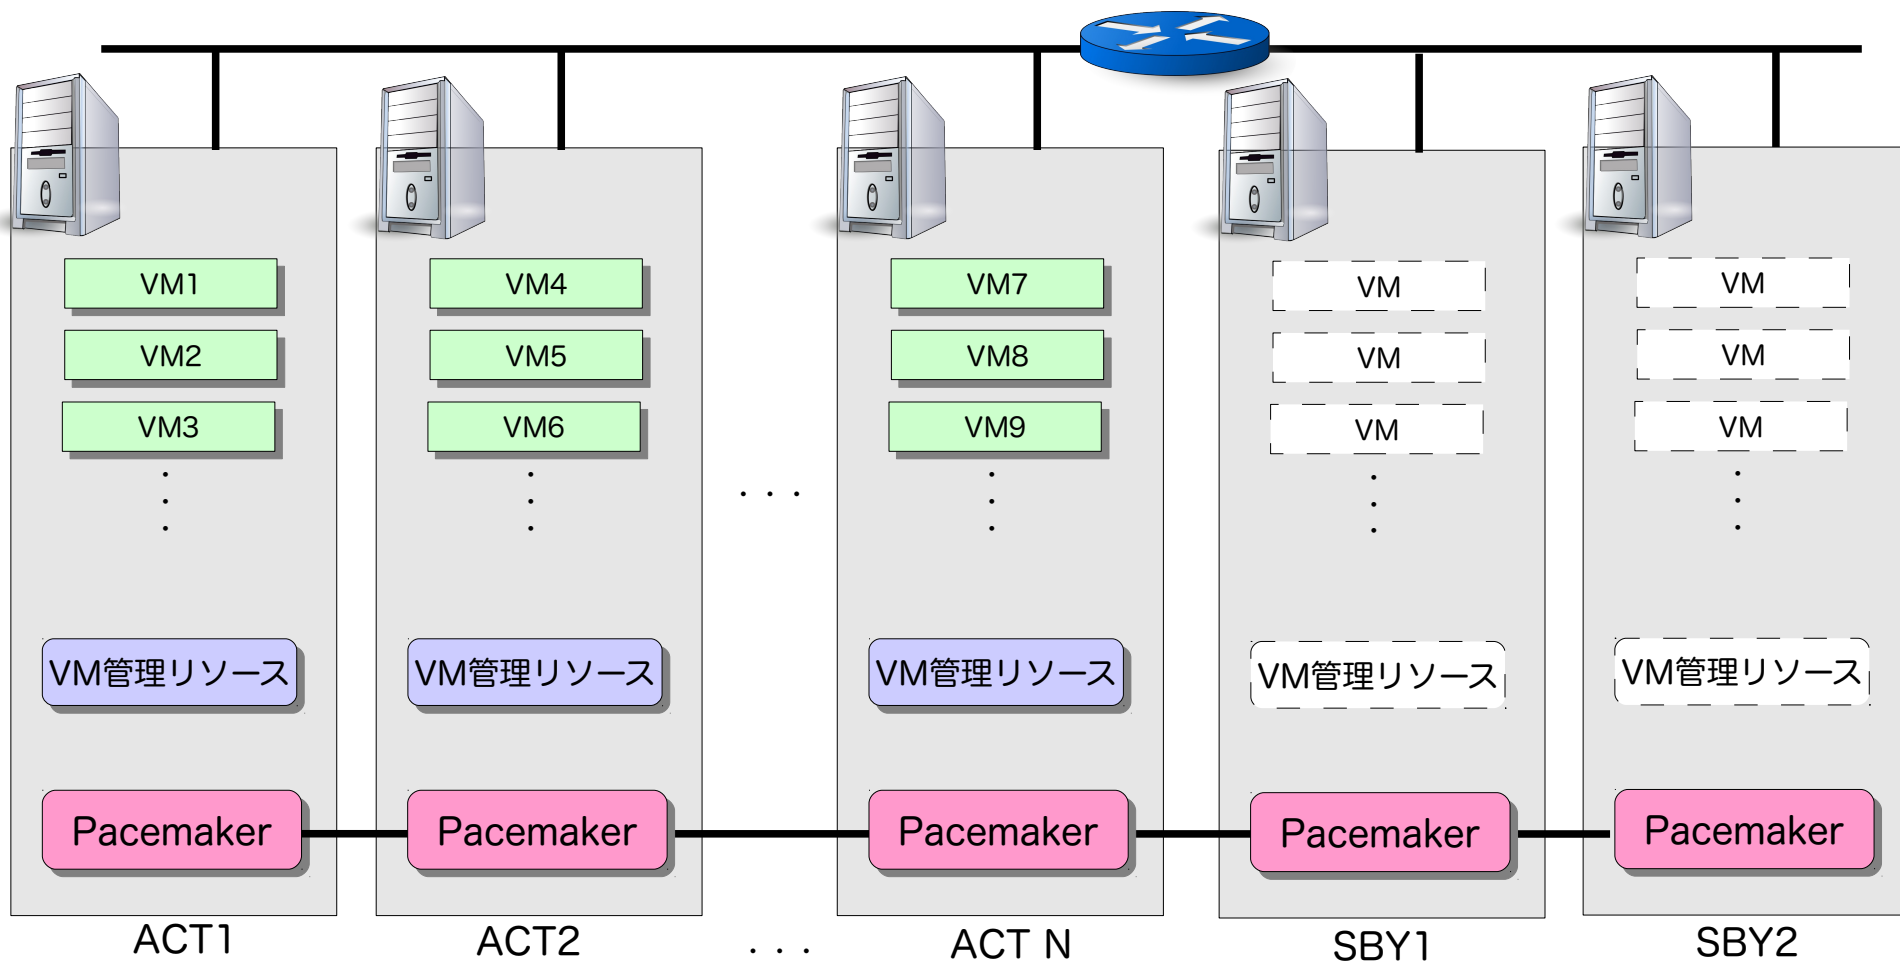 VM1 VM4 VM7 VM VM
VM2 VM5 VM8 VM VM
VM3 VM6 VM9 VM VM
VM管理リソース VM管理リソース VM管理リソース VM管理リソース VM管理リソース
Pacemaker Pacemaker Pacemaker Pacemaker Pacemaker
ACT1 ACT2 ... ACT N SBY1 SBY2